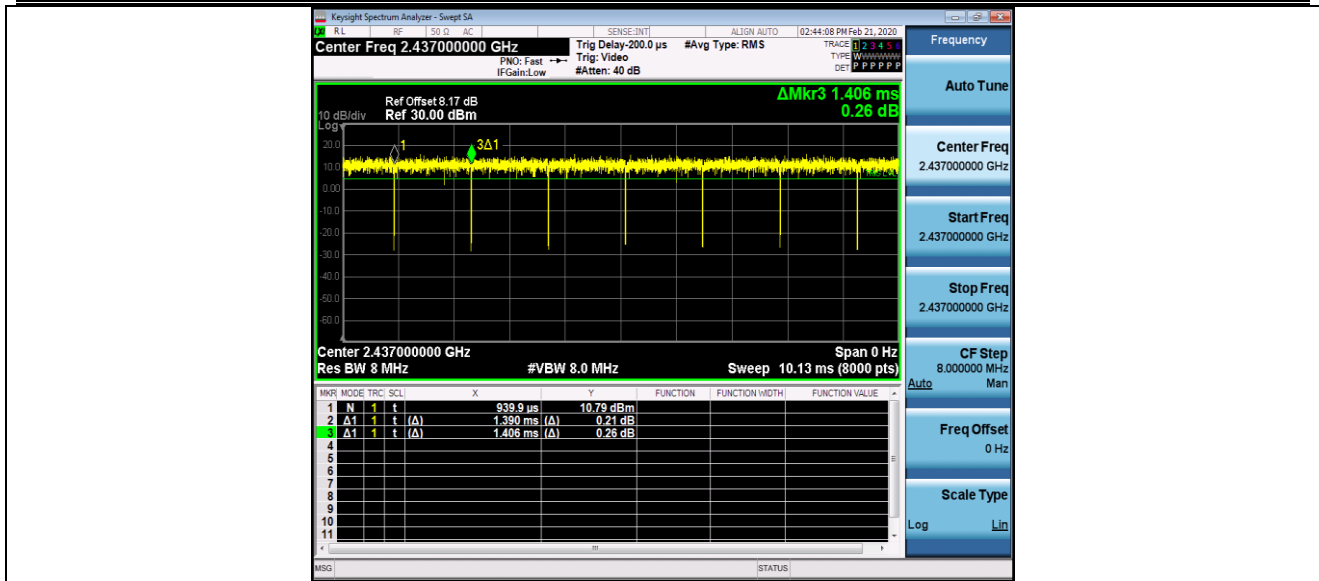 Keysight Spectrum Analyzer - Swept SA
RL RF 50 Ω AC SENSE:INT ALIGN AUTO 02:44:08 PM Feb 21, 2020
Center Freq 2.437000000 GHz
PNO: Fast
IFGain:Low
Trig Delay-200.0 µs
Trig: Video
#Atten: 40 dB
#Avg Type: RMS
TRACE 1 2 3 4 5 6
TYPE W
DET P P P P P P
Frequency
Auto Tune
Center Freq
2.437000000 GHz
Start Freq
2.437000000 GHz
Stop Freq
2.437000000 GHz
CF Step
8.000000 MHz
Auto Man
Freq Offset
0 Hz
Scale Type
Log Lin
ΔMkr3 1.406 ms
0.26 dB
Ref Offset 8.17 dB
10 dB/div Ref 30.00 dBm
Log
1
3Δ1
20.0
10.0
0.00
-10.0
-20.0
-30.0
-40.0
-50.0
-60.0
Center 2.437000000 GHz Span 0 Hz
Res BW 8 MHz #VBW 8.0 MHz Sweep 10.13 ms (8000 pts)
MKR MODE TRC SCL X Y FUNCTION FUNCTION WIDTH FUNCTION VALUE
1 N 1 t 939.9 µs 10.79 dBm
2 Δ1 1 t (Δ) 1.390 ms (Δ) 0.21 dB
3 Δ1 1 t (Δ) 1.406 ms (Δ) 0.26 dB
4
5
6
7
8
9
10
11
MSG STATUS